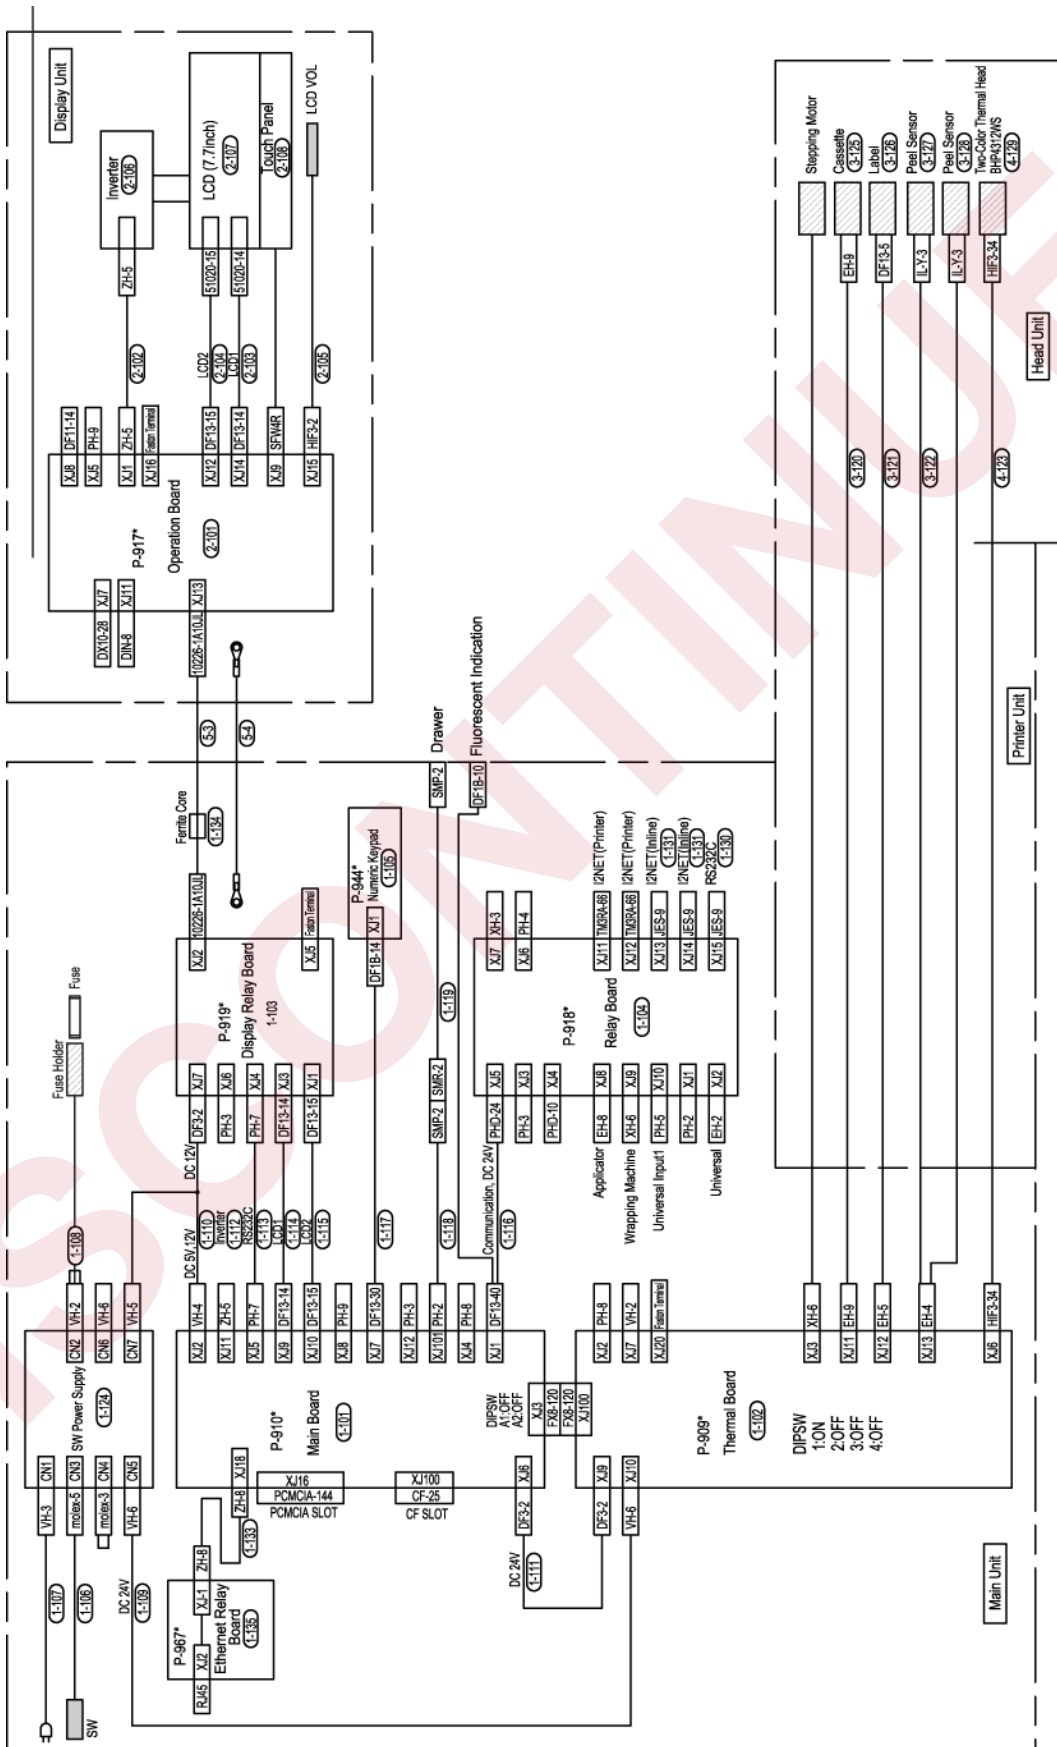 Display Unit
Inverter
2-106
ZH-5
2-102
LCD (7.7inch)
2-107
Touch Panel
2-108
LCD VOL
51020-15
51020-14
LCD2
2-104
LCD1
2-103
2-105
XJ8 DF11-14
XJ5 PH-9
XJ1 ZH-5
XJ16 Faston Terminal
XJ12 DF13-15
XJ14 DF13-14
XJ9 SFW4R
XJ15 HIF3-2
P-917*
Operation Board
2-101
DX10-28 XJ7
DIN-8 XJ11
10226-1A10JL XJ13
5-3
5-4
Ferrite Core
1-134
XJ2 10226-1A10JL
XJ5 Faston Terminal
P-919*
Display Relay Board
1-103
DF3-2 XJ7
PH-3 XJ6
PH-7 XJ4
DF13-14 XJ3
DF13-15 XJ1
P-944*
Numeric Keypad
1-105
DF1B-14 XJ1
SMP-2
Drawer
DF1B-10
Fluorescent Indication
1-119
SMP-2 SMR-2
Fuse Holder
Fuse
1-108
DC 12V
DC 5V,12V
1-110
Inverter
1-112
RS232C
1-113
LCD1
1-114
LCD2
1-115
1-117
1-118
Communication, DC 24V
1-116
XJ7 XH-3
XJ6 PH-4
XJ11 TM3RA-66 I2NET(Printer)
XJ12 TM3RA-66 I2NET(Printer)
XJ13 JES-9 I2NET(Inline)
1-131
XJ14 JES-9 I2NET(Inline)
1-131
XJ15 JES-9 RS232C
1-130
P-918*
Relay Board
1-104
PHD-24 XJ5
PH-3 XJ3
PHD-10 XJ4
Applicator EH-8 XJ8
Wrapping Machine XH-6 XJ9
Universal Input1 PH-5 XJ10
PH-2 XJ1
Universal EH-2 XJ2
CN2 VH-2
CN6 VH-6
CN7 VH-5
SW Power Supply
1-124
VH-3 CN1
molex-5 CN3
molex-3 CN4
VH-6 CN5
1-107
1-106
DC 24V
1-109
SW
XJ2 VH-4
XJ11 ZH-5
XJ5 PH-7
XJ9 DF13-14
XJ10 DF13-15
XJ8 PH-9
XJ7 DF13-30
XJ12 PH-3
XJ101 PH-2
XJ4 PH-8
XJ1 DF13-40
P-910*
Main Board
1-101
DIPSW
A1:OFF
A2:OFF
XJ3
FX8-120
FX8-120
XJ100
ZH-8 XJ18
1-133
XJ16
PCMCIA-144
PCMCIA SLOT
XJ100
CF-25
CF SLOT
DF3-2 XJ6
DC 24V
1-111
DF3-2 XJ9
VH-6 XJ10
P-967*
Ethernet Relay
Board
1-135
XJ-1 ZH-8
RJ45 XJ2
XJ2 PH-8
XJ7 VH-2
XJ20 Faston Terminal
XJ3 XH-6
XJ11 EH-9
XJ12 EH-5
XJ13 EH-4
XJ6 HIF3-34
P-909*
Thermal Board
1-102
DIPSW
1:ON
2:OFF
3:OFF
4:OFF
Main Unit
Printer Unit
Head Unit
Stepping Motor
Cassette
3-125
Label
3-126
Peel Sensor
3-127
Peel Sensor
3-128
Two-Color Thermal Head
BHP4312WS
4-129
EH-9
DF13-5
IL-Y-3
IL-Y-3
HIF3-34
3-120
3-121
3-122
4-123